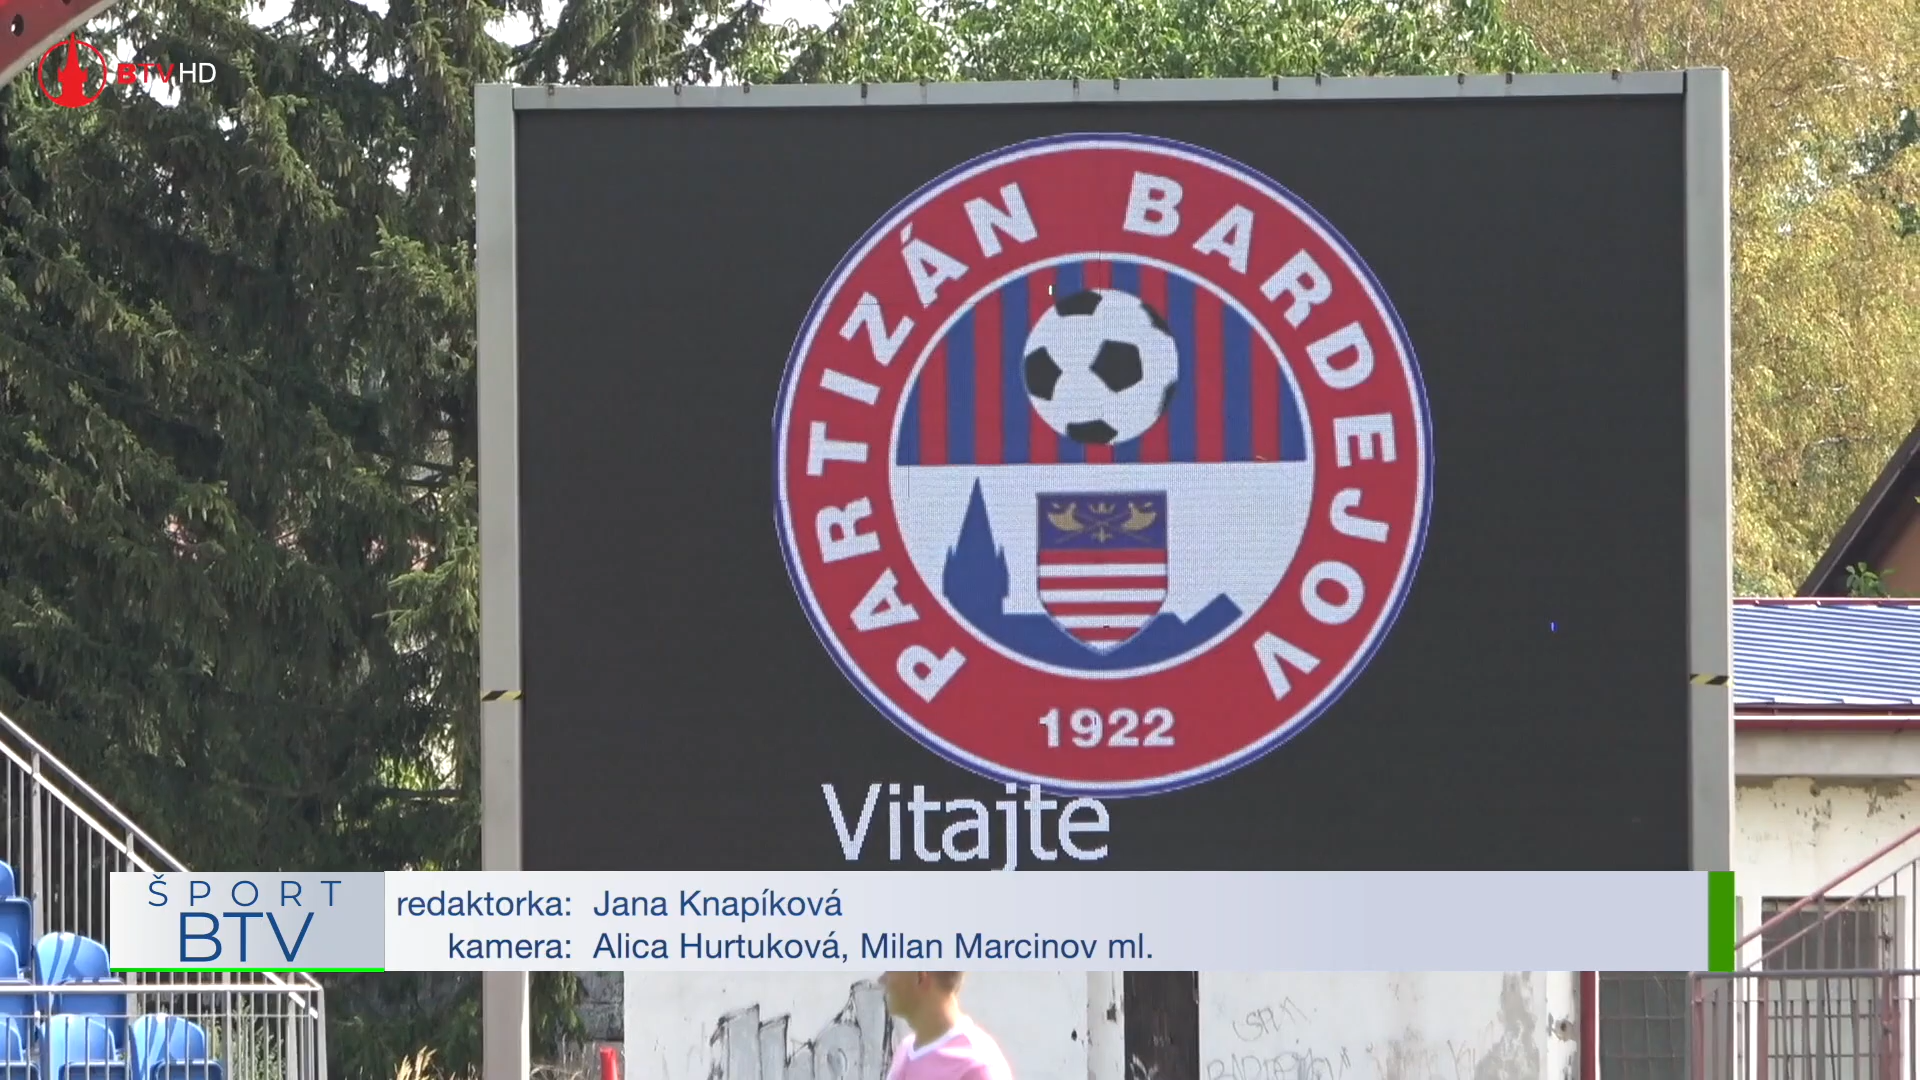 BTV HD
PARTIZÁN BARDEJOV
1922
Vitajte
ŠPORT
BTV
redaktorka: Jana Knapíková
kamera: Alica Hurtuková, Milan Marcinov ml.